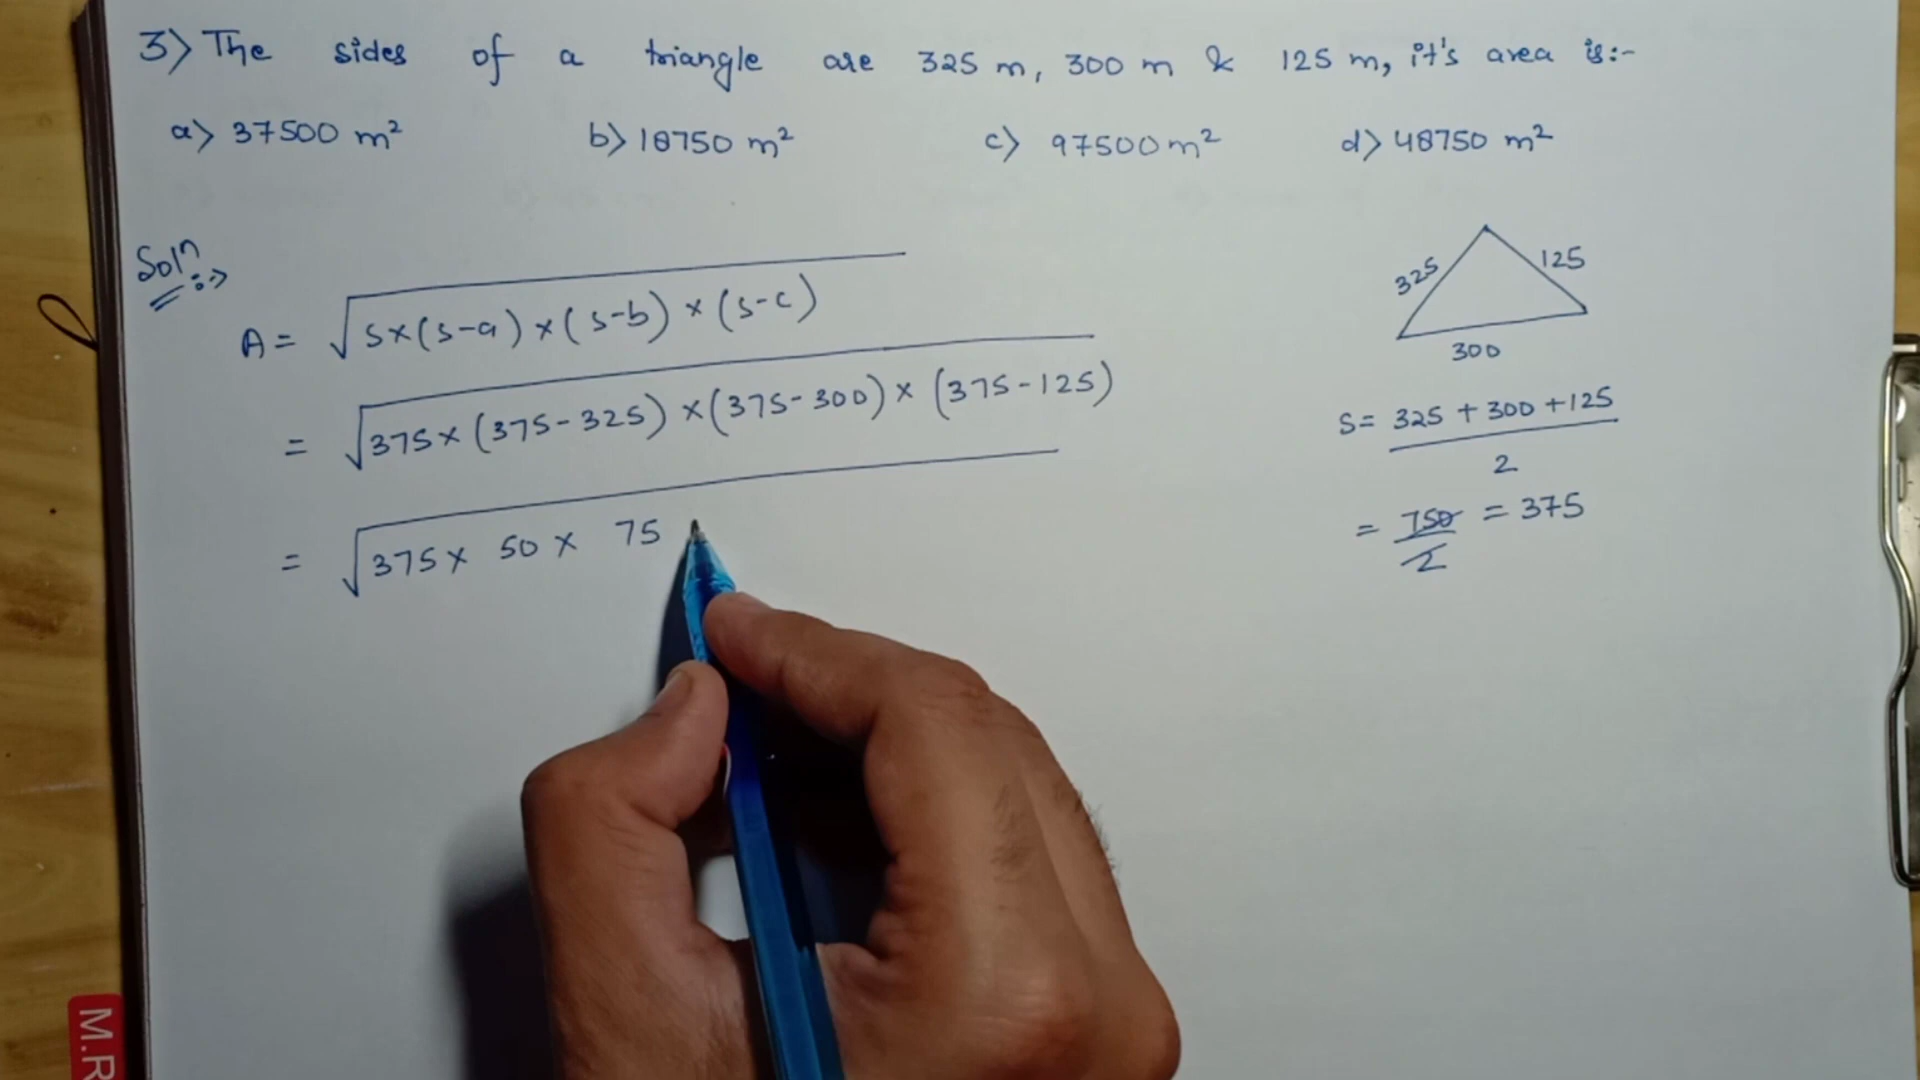 3) The sides of a triangle are 325 m, 300 m & 125 m, it's area is:-
a) 37500 m² b) 18750 m² c) 97500 m² d) 48750 m²
Solⁿ :->
A = √s×(s-a)×(s-b)×(s-c)
= √375×(375-325)×(375-300)×(375-125)
= √375× 50× 75
325
125
300
S= 325 + 300 +125
2
= 750 = 375
2
M.R